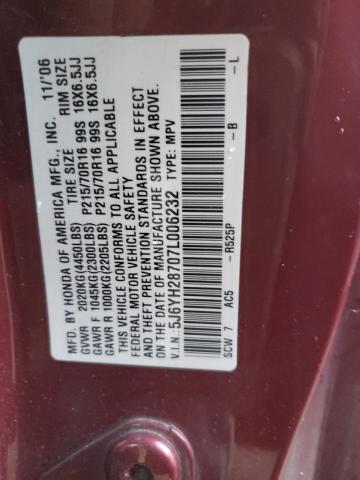 MFD. BY HONDA OF AMERICA MFG., INC. 11/'06
TIRE SIZE RIM SIZE
GVWR 2020KG(4450LBS) P215/70R16 99S 16X6.5JJ
GAWR F 1045KG(2300LBS) P215/70R16 99S 16X6.5JJ
GAWR R 1000KG(2205LBS)
THIS VEHICLE CONFORMS TO ALL APPLICABLE
FEDERAL MOTOR VEHICLE SAFETY
AND THEFT PREVENTION STANDARDS IN EFFECT
ON THE DATE OF MANUFACTURE SHOWN ABOVE.
V.I.N.:5J6YH28707L006232 TYPE: MPV
SCW 7 AC5 -R525P -B -L